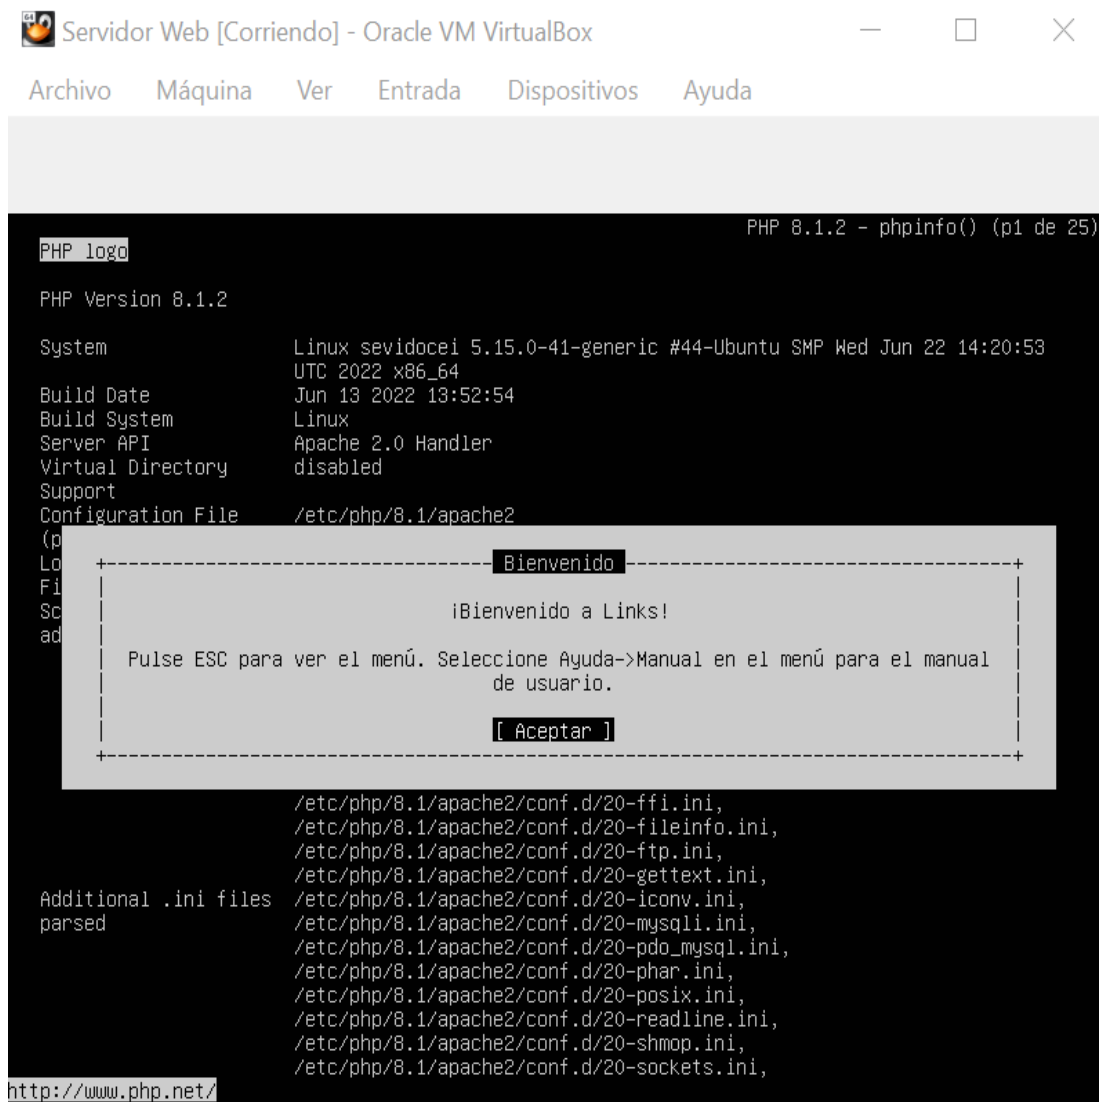 Servidor Web [Corriendo] - Oracle VM VirtualBox
Archivo Máquina Ver Entrada Dispositivos Ayuda
PHP 8.1.2 - phpinfo() (p1 de 25)
PHP logo
PHP Version 8.1.2
System Linux sevidocei 5.15.0-41-generic #44-Ubuntu SMP Wed Jun 22 14:20:53
UTC 2022 x86_64
Build Date Jun 13 2022 13:52:54
Build System Linux
Server API Apache 2.0 Handler
Virtual Directory disabled
Support
Configuration File /etc/php/8.1/apache2
(p
Lo
Fi
Sc
ad
Bienvenido
¡Bienvenido a Links!
Pulse ESC para ver el menú. Seleccione Ayuda->Manual en el menú para el manual
de usuario.
[ Aceptar ]
/etc/php/8.1/apache2/conf.d/20-ffi.ini,
/etc/php/8.1/apache2/conf.d/20-fileinfo.ini,
/etc/php/8.1/apache2/conf.d/20-ftp.ini,
/etc/php/8.1/apache2/conf.d/20-gettext.ini,
Additional .ini files /etc/php/8.1/apache2/conf.d/20-iconv.ini,
parsed /etc/php/8.1/apache2/conf.d/20-mysqli.ini,
/etc/php/8.1/apache2/conf.d/20-pdo_mysql.ini,
/etc/php/8.1/apache2/conf.d/20-phar.ini,
/etc/php/8.1/apache2/conf.d/20-posix.ini,
/etc/php/8.1/apache2/conf.d/20-readline.ini,
/etc/php/8.1/apache2/conf.d/20-shmop.ini,
/etc/php/8.1/apache2/conf.d/20-sockets.ini,
http://www.php.net/